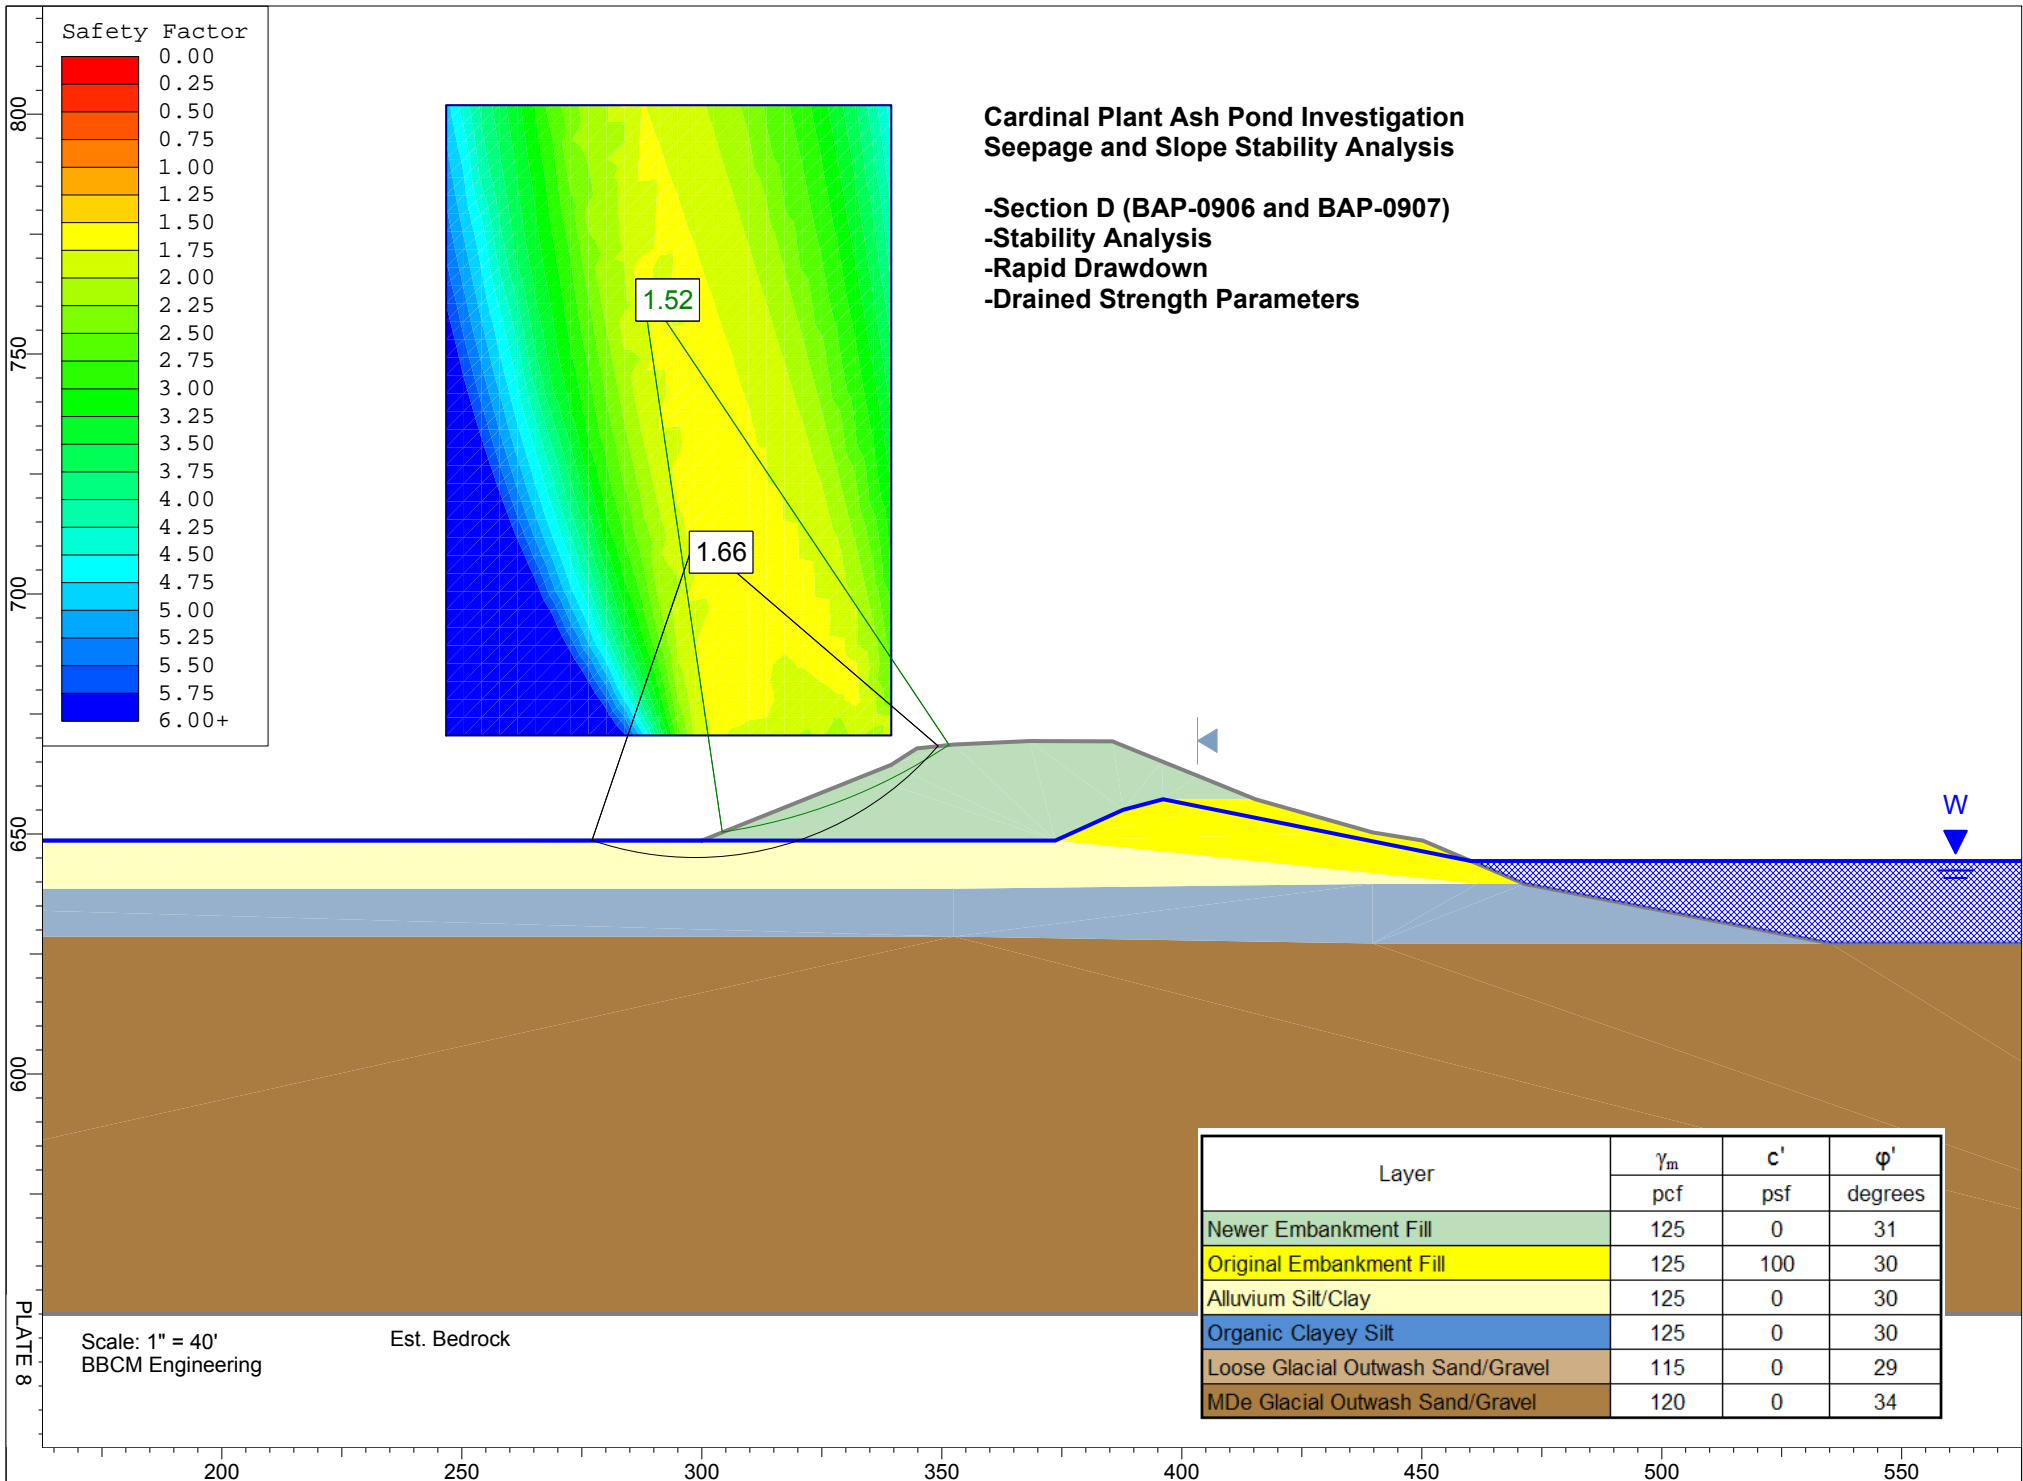 Safety Factor
0.00
0.25
0.50
0.75
1.00
1.25
1.50
1.75
2.00
2.25
2.50
2.75
3.00
3.25
3.50
3.75
4.00
4.25
4.50
4.75
5.00
5.25
5.50
5.75
6.00+
Cardinal Plant Ash Pond Investigation
Seepage and Slope Stability Analysis
-Section D (BAP-0906 and BAP-0907)
-Stability Analysis
-Rapid Drawdown
-Drained Strength Parameters
1.52
1.66
W
800
750
700
650
600
Layer γm c' φ'
pcf psf degrees
Newer Embankment Fill 125 0 31
Original Embankment Fill 125 100 30
Alluvium Silt/Clay 125 0 30
Organic Clayey Silt 125 0 30
Loose Glacial Outwash Sand/Gravel 115 0 29
MDe Glacial Outwash Sand/Gravel 120 0 34
PLATE 8
Scale: 1" = 40'
BBCM Engineering
Est. Bedrock
200 250 300 350 400 450 500 550